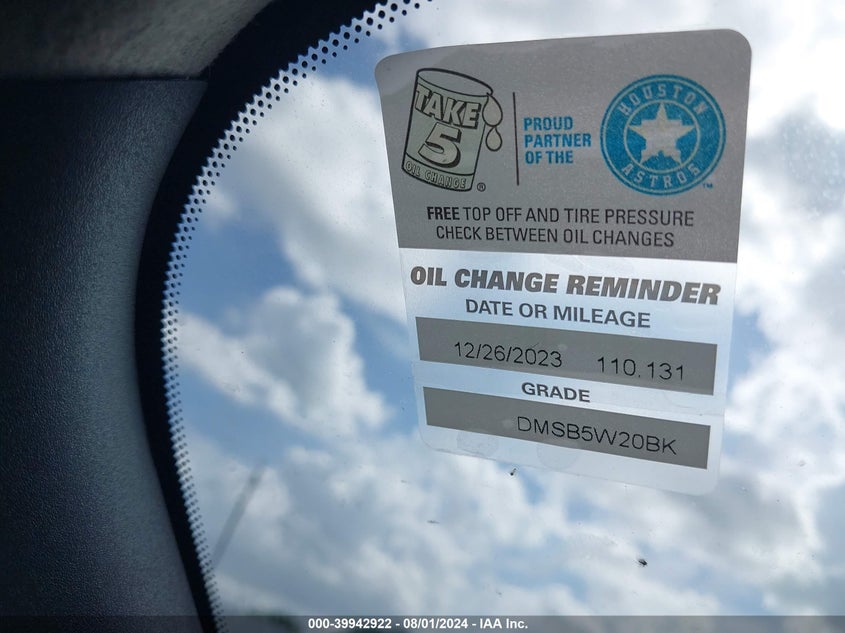 TAKE
5
OIL CHANGE
®
PROUD
PARTNER
OF THE
HOUSTON
ASTROS
™
FREE TOP OFF AND TIRE PRESSURE
CHECK BETWEEN OIL CHANGES
OIL CHANGE REMINDER
DATE OR MILEAGE
12/26/2023 110,131
GRADE
DMSB5W20BK
000-39942922 - 08/01/2024 - IAA Inc.